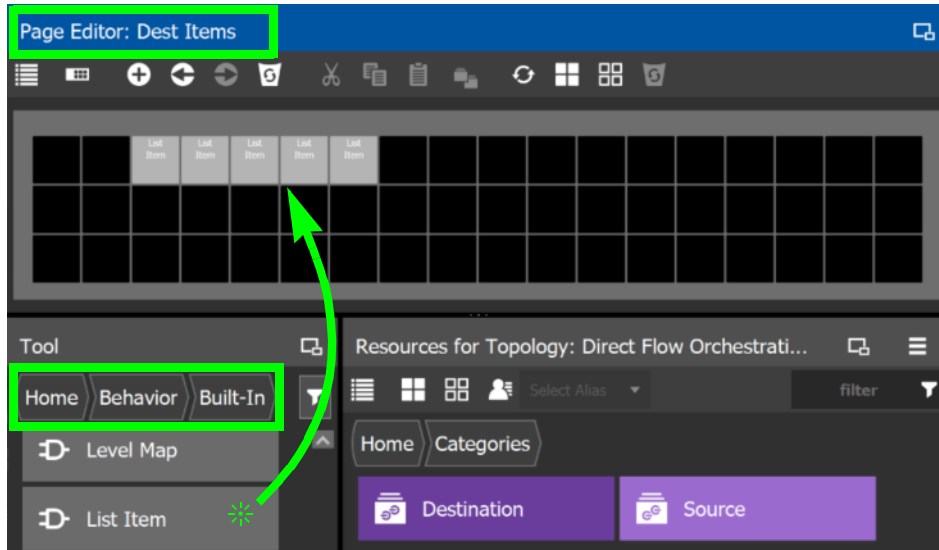 Page Editor: Dest Items
List Item List Item List Item List Item List Item
Tool
Home Behavior Built-In
Level Map
List Item
Resources for Topology: Direct Flow Orchestrati...
Select Alias
filter
Home Categories
Destination Source